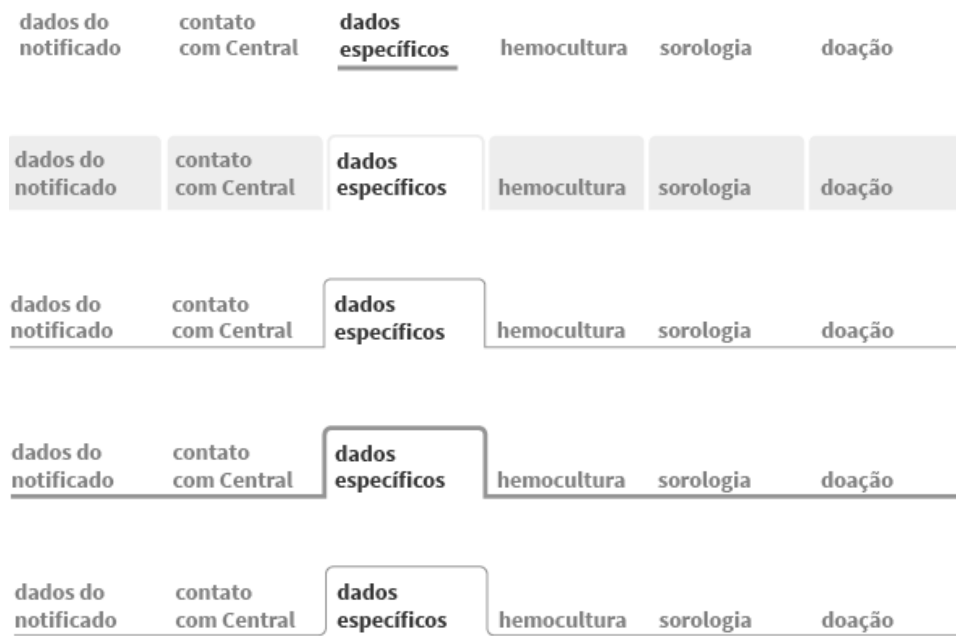 dados do contato dados
notificado com Central específicos hemocultura sorologia doação
dados do contato dados
notificado com Central específicos hemocultura sorologia doação
dados do contato dados
notificado com Central específicos hemocultura sorologia doação
dados do contato dados
notificado com Central específicos hemocultura sorologia doação
dados do contato dados
notificado com Central específicos hemocultura sorologia doação